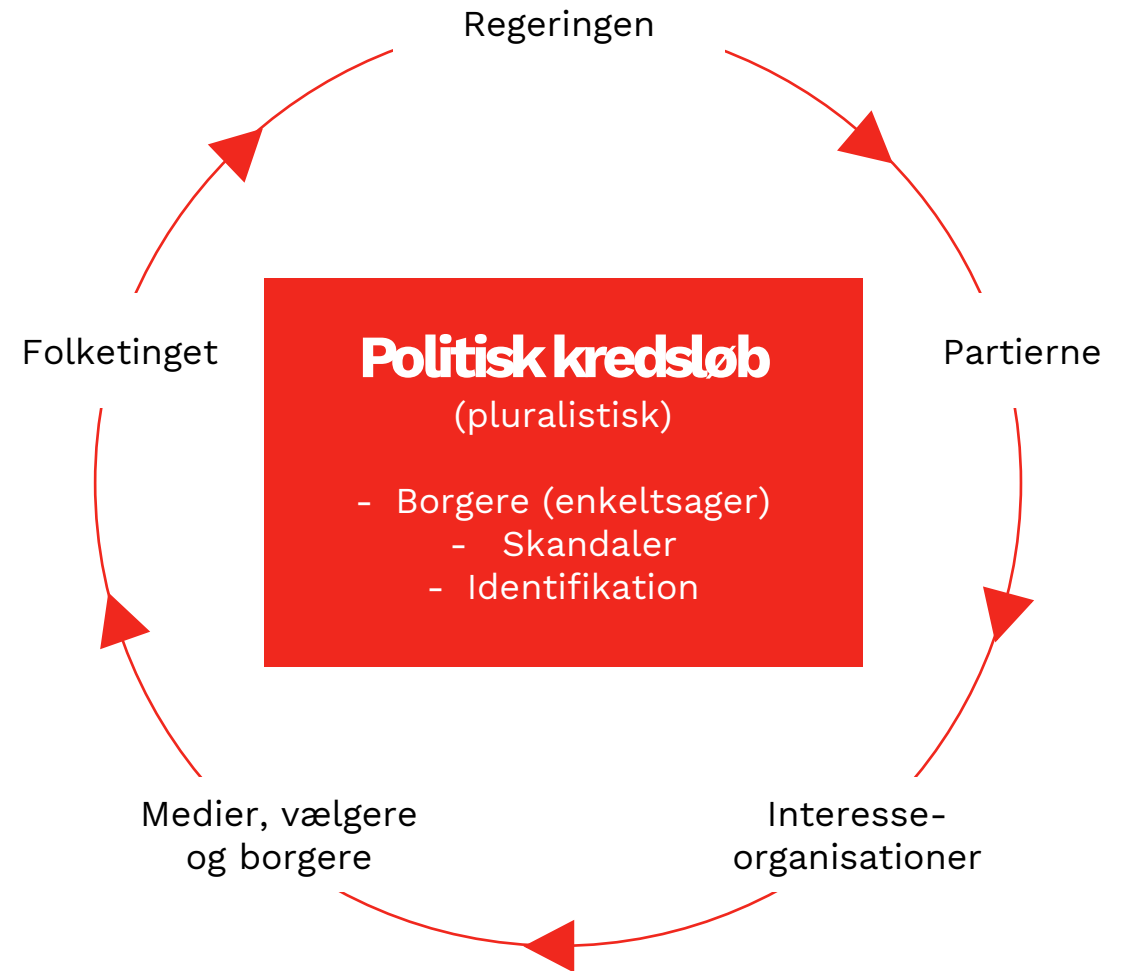 Regeringen
Folketinget
Partierne
Politisk kredsløb
(pluralistisk)
- Borgere (enkeltsager)
- Skandaler
- Identifikation
Medier, vælgere
og borgere
Interesse-
organisationer